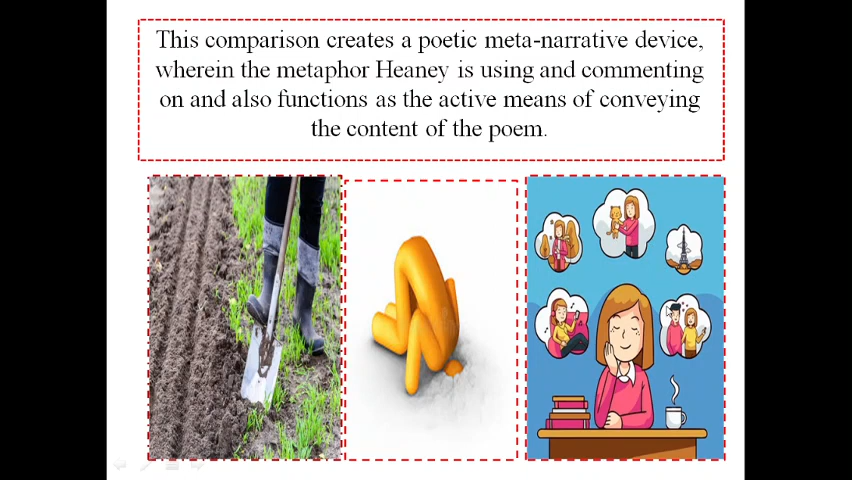 This comparison creates a poetic meta-narrative device,
wherein the metaphor Heaney is using and commenting
on and also functions as the active means of conveying
the content of the poem.